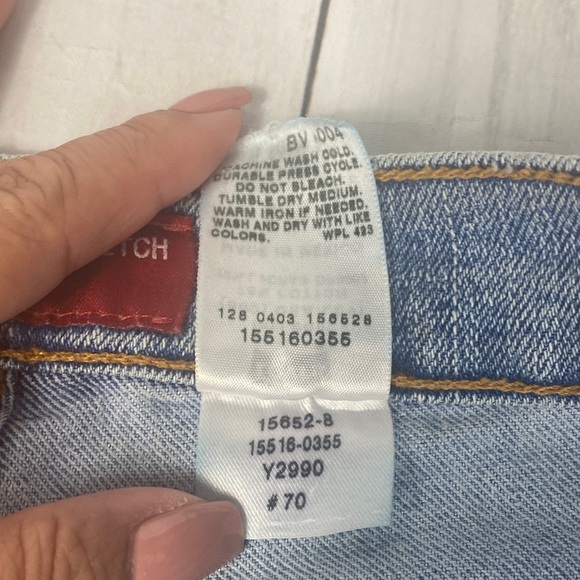 BV 004
MACHINE WASH COLD.
DURABLE PRESS CYCLE.
DO NOT BLEACH.
TUMBLE DRY MEDIUM.
WARM IRON IF NEEDED.
WASH AND DRY WITH LIKE
COLORS. WPL 423
TCH
128 0403 156528
155160355
15652-8
15516-0355
Y2990
#70